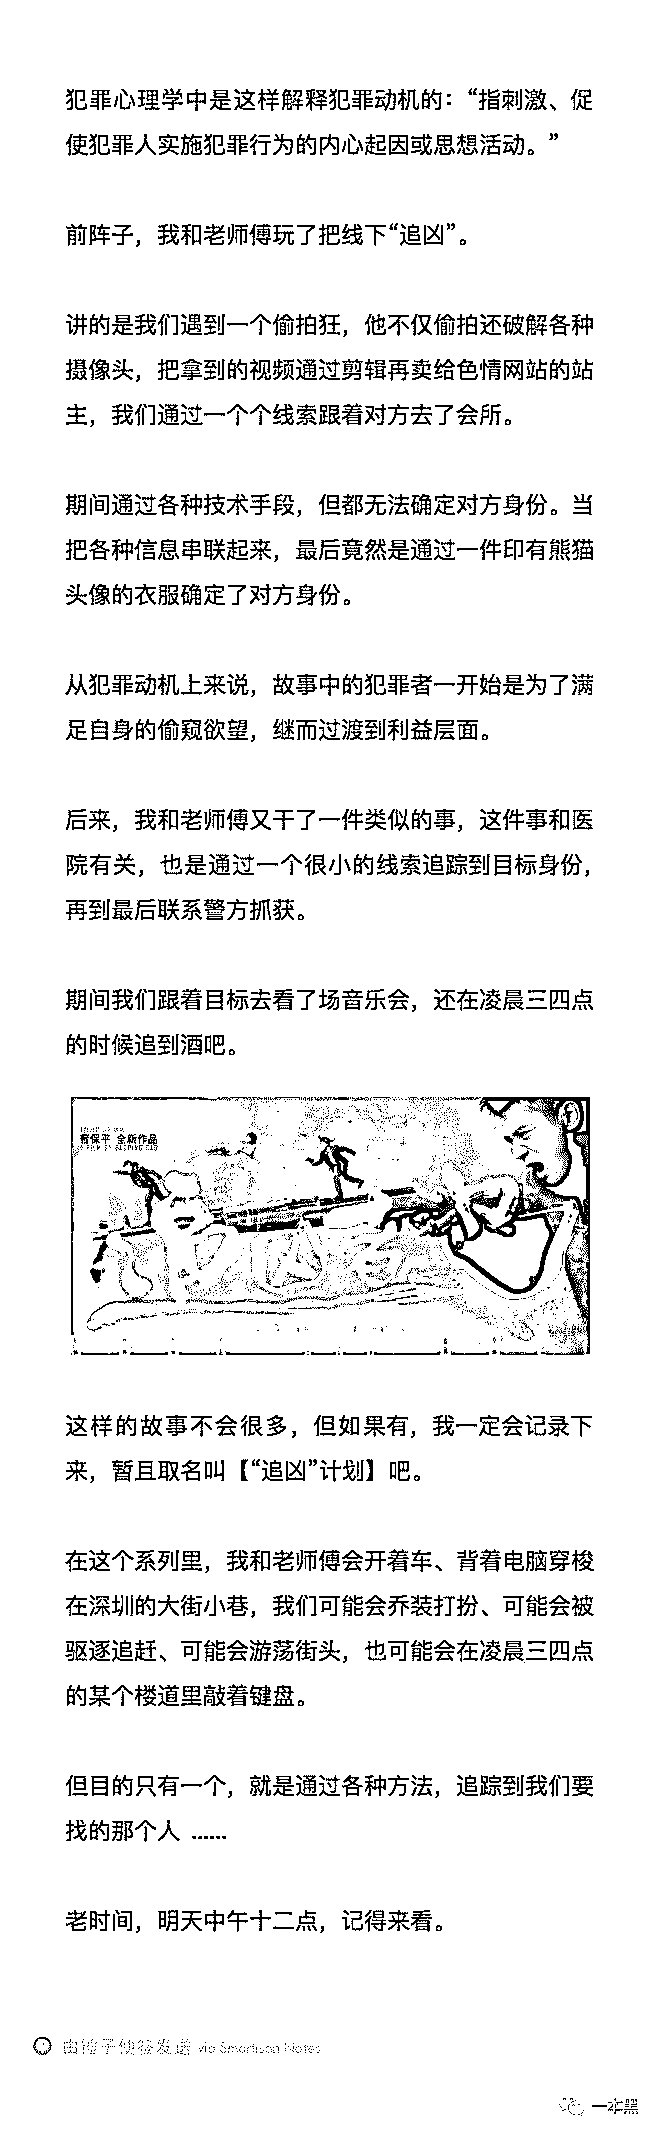 犯罪心理学中是这样解释犯罪动机的：“指刺激、促
使犯罪人实施犯罪行为的内心起因或思想活动。”
前阵子，我和老师傅玩了把线下“追凶”。
讲的是我们遇到一个偷拍狂，他不仅偷拍还破解各种
摄像头，把拿到的视频通过剪辑再卖给色情网站的站
主，我们通过一个个线索跟着对方去了会所。
期间通过各种技术手段，但都无法确定对方身份。当
把各种信息串联起来，最后竟然是通过一件印有熊猫
头像的衣服确定了对方身份。
从犯罪动机上来说，故事中的犯罪者一开始是为了满
足自身的偷窥欲望，继而过渡到利益层面。
后来，我和老师傅又干了一件类似的事，这件事和医
院有关，也是通过一个很小的线索追踪到目标身份，
再到最后联系警方抓获。
期间我们跟着目标去看了场音乐会，还在凌晨三四点
的时候追到酒吧。
保平 全新作品
这样的故事不会很多，但如果有，我一定会记录下
来，暂且取名叫【“追凶”计划】吧。
在这个系列里，我和老师傅会开着车、背着电脑穿梭
在深圳的大街小巷，我们可能会乔装打扮、可能会被
驱逐追赶、可能会游荡街头，也可能会在凌晨三四点
的某个楼道里敲着键盘。
但目的只有一个，就是通过各种方法，追踪到我们要
找的那个人 ......
老时间，明天中午十二点，记得来看。
发送 via Smartisan Notes
一本黑